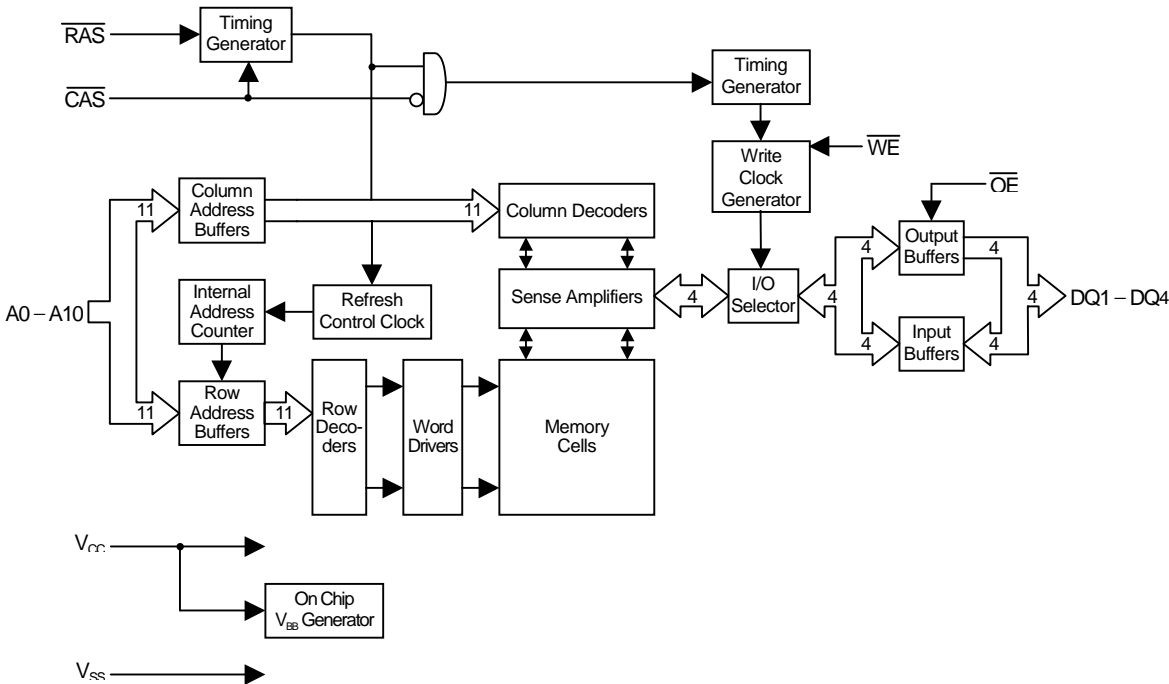 RAS
Timing
Generator
CAS
Timing
Generator
WE
Write
Clock
Generator
OE
Column
Address
Buffers
11
11
Column Decoders
Output
Buffers
4
4
Internal
Address
Counter
Refresh
Control Clock
Sense Amplifiers
4
I/O
Selector
4
A0 – A10
4
DQ1 – DQ4
Input
Buffers
4
4
11
Row
Address
Buffers
11
Row
Deco-
ders
Word
Drivers
Memory
Cells
VCC
On Chip
VBB Generator
VSS